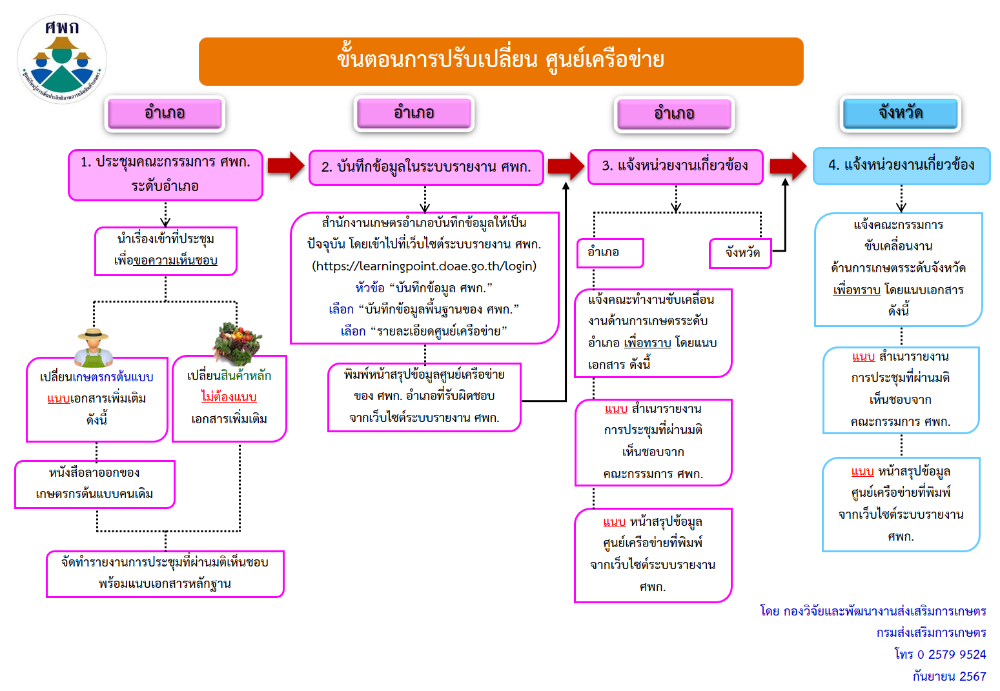 ศพก
ศูนย์เรียนรู้การเพิ่มประสิทธิภาพการผลิตสินค้าเกษตร
ขั้นตอนการปรับเปลี่ยน ศูนย์เครือข่าย
อำเภอ
1. ประชุมคณะกรรมการ ศพก.
ระดับอำเภอ
นำเรื่องเข้าที่ประชุม
เพื่อขอความเห็นชอบ
เปลี่ยนเกษตรกรต้นแบบ
แนบเอกสารเพิ่มเติม
ดังนี้
เปลี่ยนสินค้าหลัก
ไม่ต้องแนบ
เอกสารเพิ่มเติม
หนังสือลาออกของ
เกษตรกรต้นแบบคนเดิม
จัดทำรายงานการประชุมที่ผ่านมติเห็นชอบ
พร้อมแนบเอกสารหลักฐาน
อำเภอ
2. บันทึกข้อมูลในระบบรายงาน ศพก.
สำนักงานเกษตรอำเภอบันทึกข้อมูลให้เป็น
ปัจจุบัน โดยเข้าไปที่เว็บไซต์ระบบรายงาน ศพก.
(https://learningpoint.doae.go.th/login)
หัวข้อ “บันทึกข้อมูล ศพก.”
เลือก “บันทึกข้อมูลพื้นฐานของ ศพก.”
เลือก “รายละเอียดศูนย์เครือข่าย”
พิมพ์หน้าสรุปข้อมูลศูนย์เครือข่าย
ของ ศพก. อำเภอที่รับผิดชอบ
จากเว็บไซต์ระบบรายงาน ศพก.
อำเภอ
3. แจ้งหน่วยงานเกี่ยวข้อง
อำเภอ
จังหวัด
แจ้งคณะทำงานขับเคลื่อน
งานด้านการเกษตรระดับ
อำเภอ เพื่อทราบ โดยแนบ
เอกสาร ดังนี้
แนบ สำเนารายงาน
การประชุมที่ผ่านมติ
เห็นชอบจาก
คณะกรรมการ ศพก.
แนบ หน้าสรุปข้อมูล
ศูนย์เครือข่ายที่พิมพ์
จากเว็บไซต์ระบบรายงาน
ศพก.
จังหวัด
4. แจ้งหน่วยงานเกี่ยวข้อง
แจ้งคณะกรรมการ
ขับเคลื่อนงาน
ด้านการเกษตรระดับจังหวัด
เพื่อทราบ โดยแนบเอกสาร
ดังนี้
แนบ สำเนารายงาน
การประชุมที่ผ่านมติ
เห็นชอบจาก
คณะกรรมการ ศพก.
แนบ หน้าสรุปข้อมูล
ศูนย์เครือข่ายที่พิมพ์
จากเว็บไซต์ระบบรายงาน
ศพก.
โดย กองวิจัยและพัฒนางานส่งเสริมการเกษตร
กรมส่งเสริมการเกษตร
โทร 0 2579 9524
กันยายน 2567